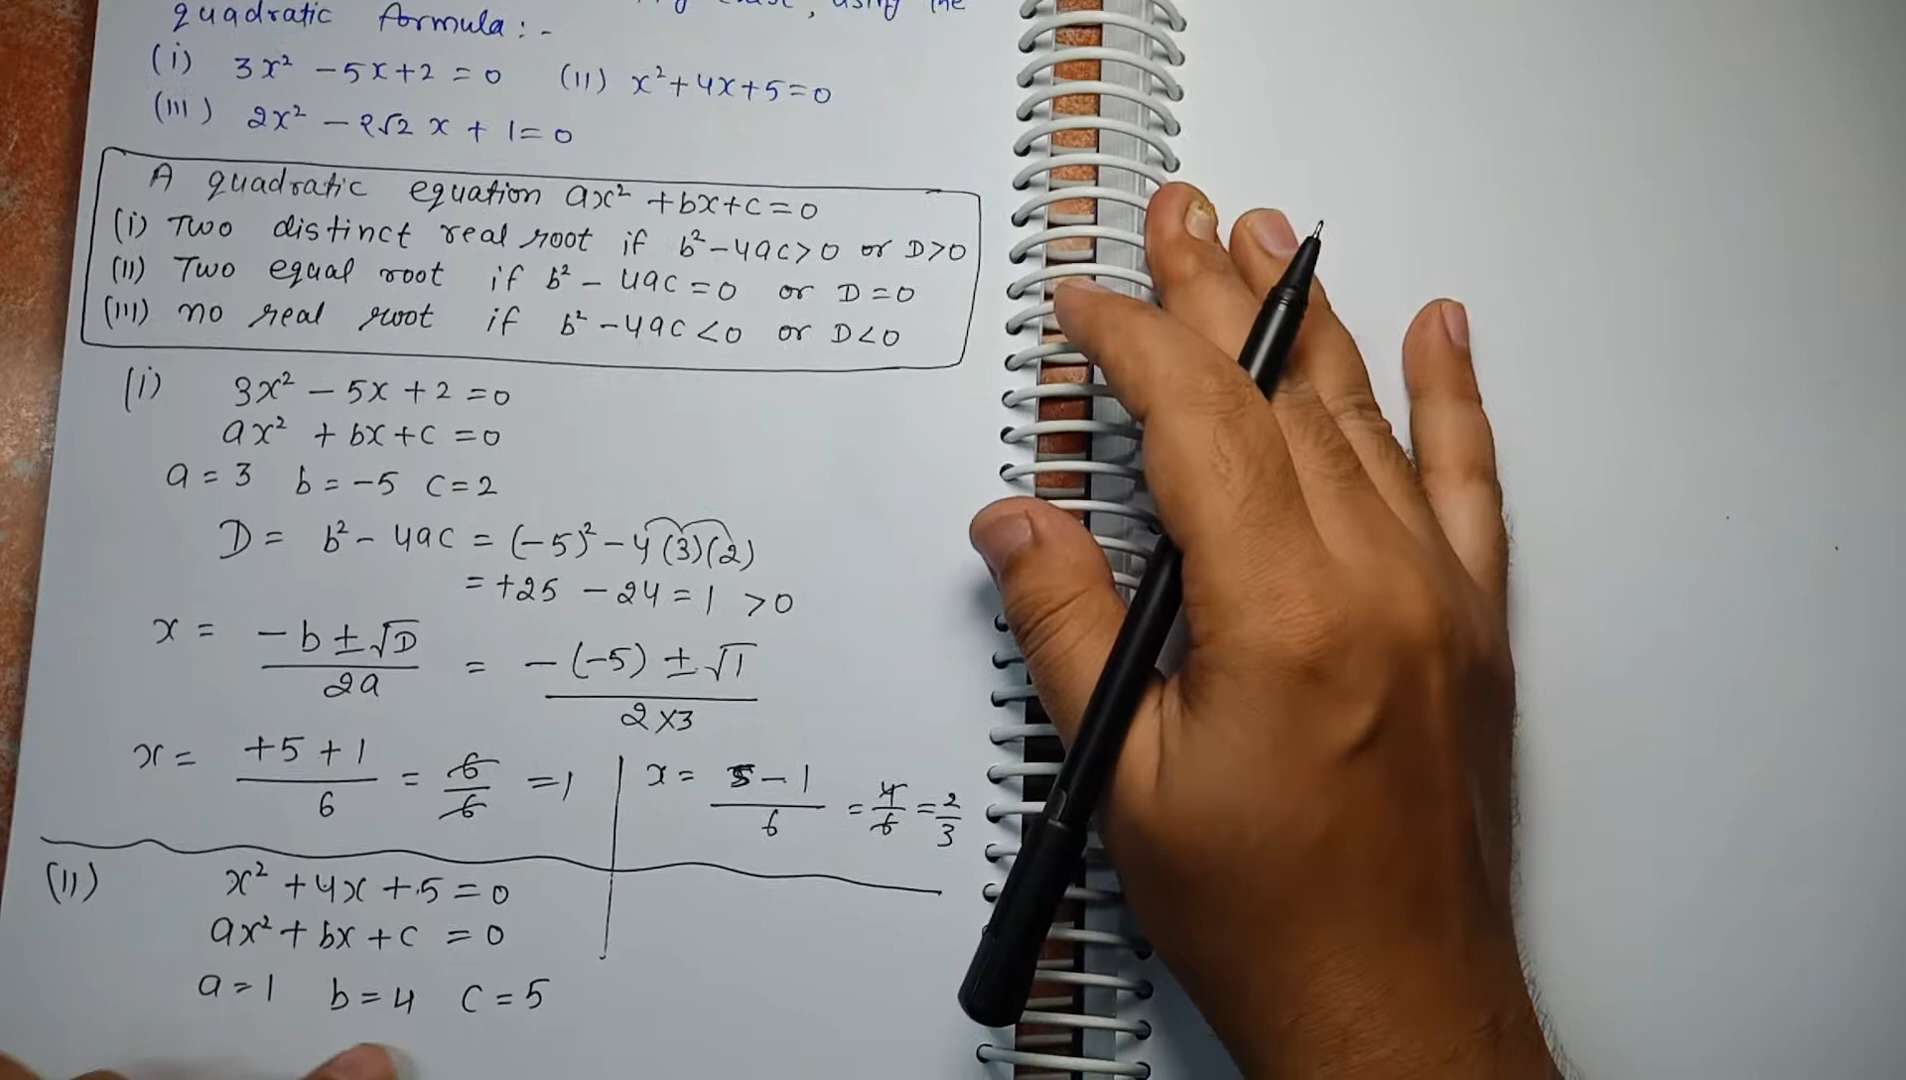 using the
quadratic formula :-
(i) 3x² - 5x + 2 = 0 (ii) x² + 4x + 5 = 0
(iii) 2x² - 2√2 x + 1 = 0
A quadratic equation ax² + bx + c = 0
(i) Two distinct real root if b² - 4ac > 0 or D > 0
(ii) Two equal root if b² - 4ac = 0 or D = 0
(iii) no real root if b² - 4ac < 0 or D < 0
(i) 3x² - 5x + 2 = 0
ax² + bx + c = 0
a = 3 b = -5 c = 2
D = b² - 4ac = (-5)² - 4(3)(2)
= +25 - 24 = 1 > 0
x = (-b ± √D)/2a = (-(-5) ± √1)/(2×3)
x = (+5 + 1)/6 = 6/6 = 1 | x = (5 - 1)/6 = 4/6 = 2/3
(ii) x² + 4x + 5 = 0
ax² + bx + c = 0
a = 1 b = 4 c = 5